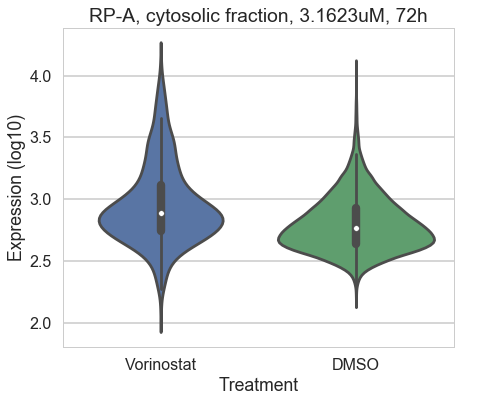 RP-A, cytosolic fraction, 3.1623uM, 72h
Expression (log10)
4.0
3.5
3.0
2.5
2.0
Vorinostat
DMSO
Treatment